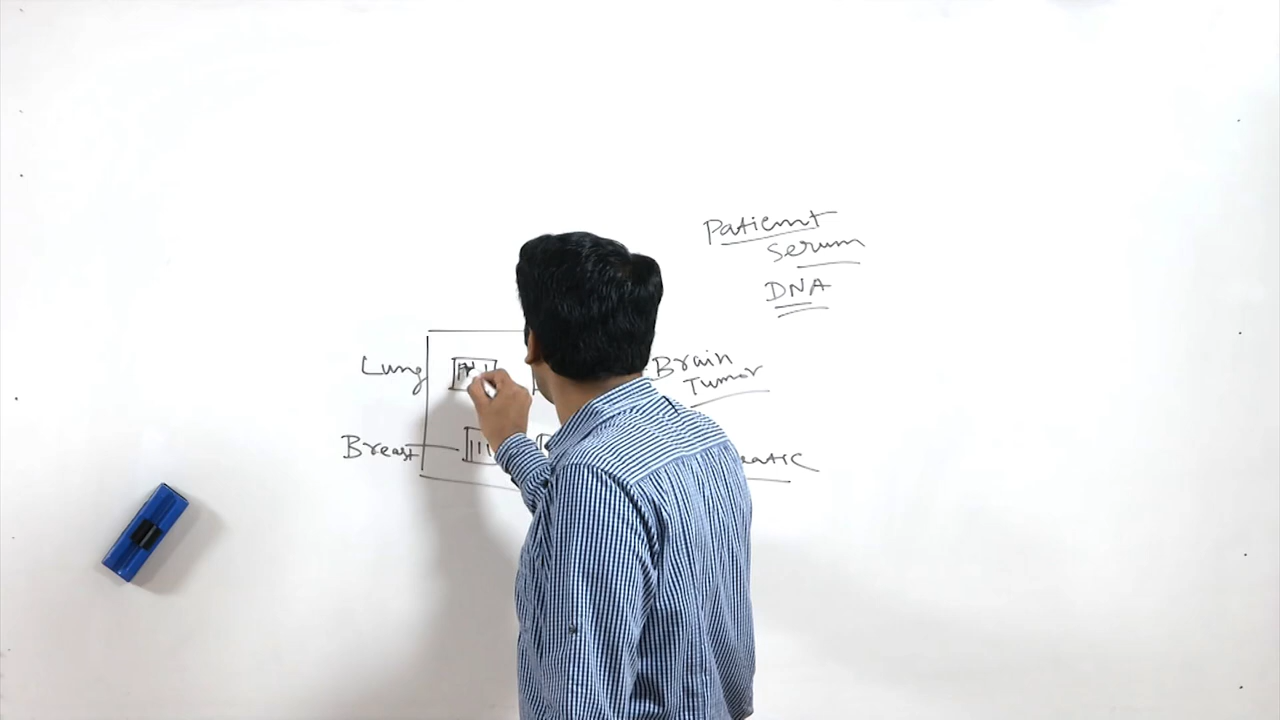 Patient
Serum
DNA
Lung
Brain
Tumor
Breast